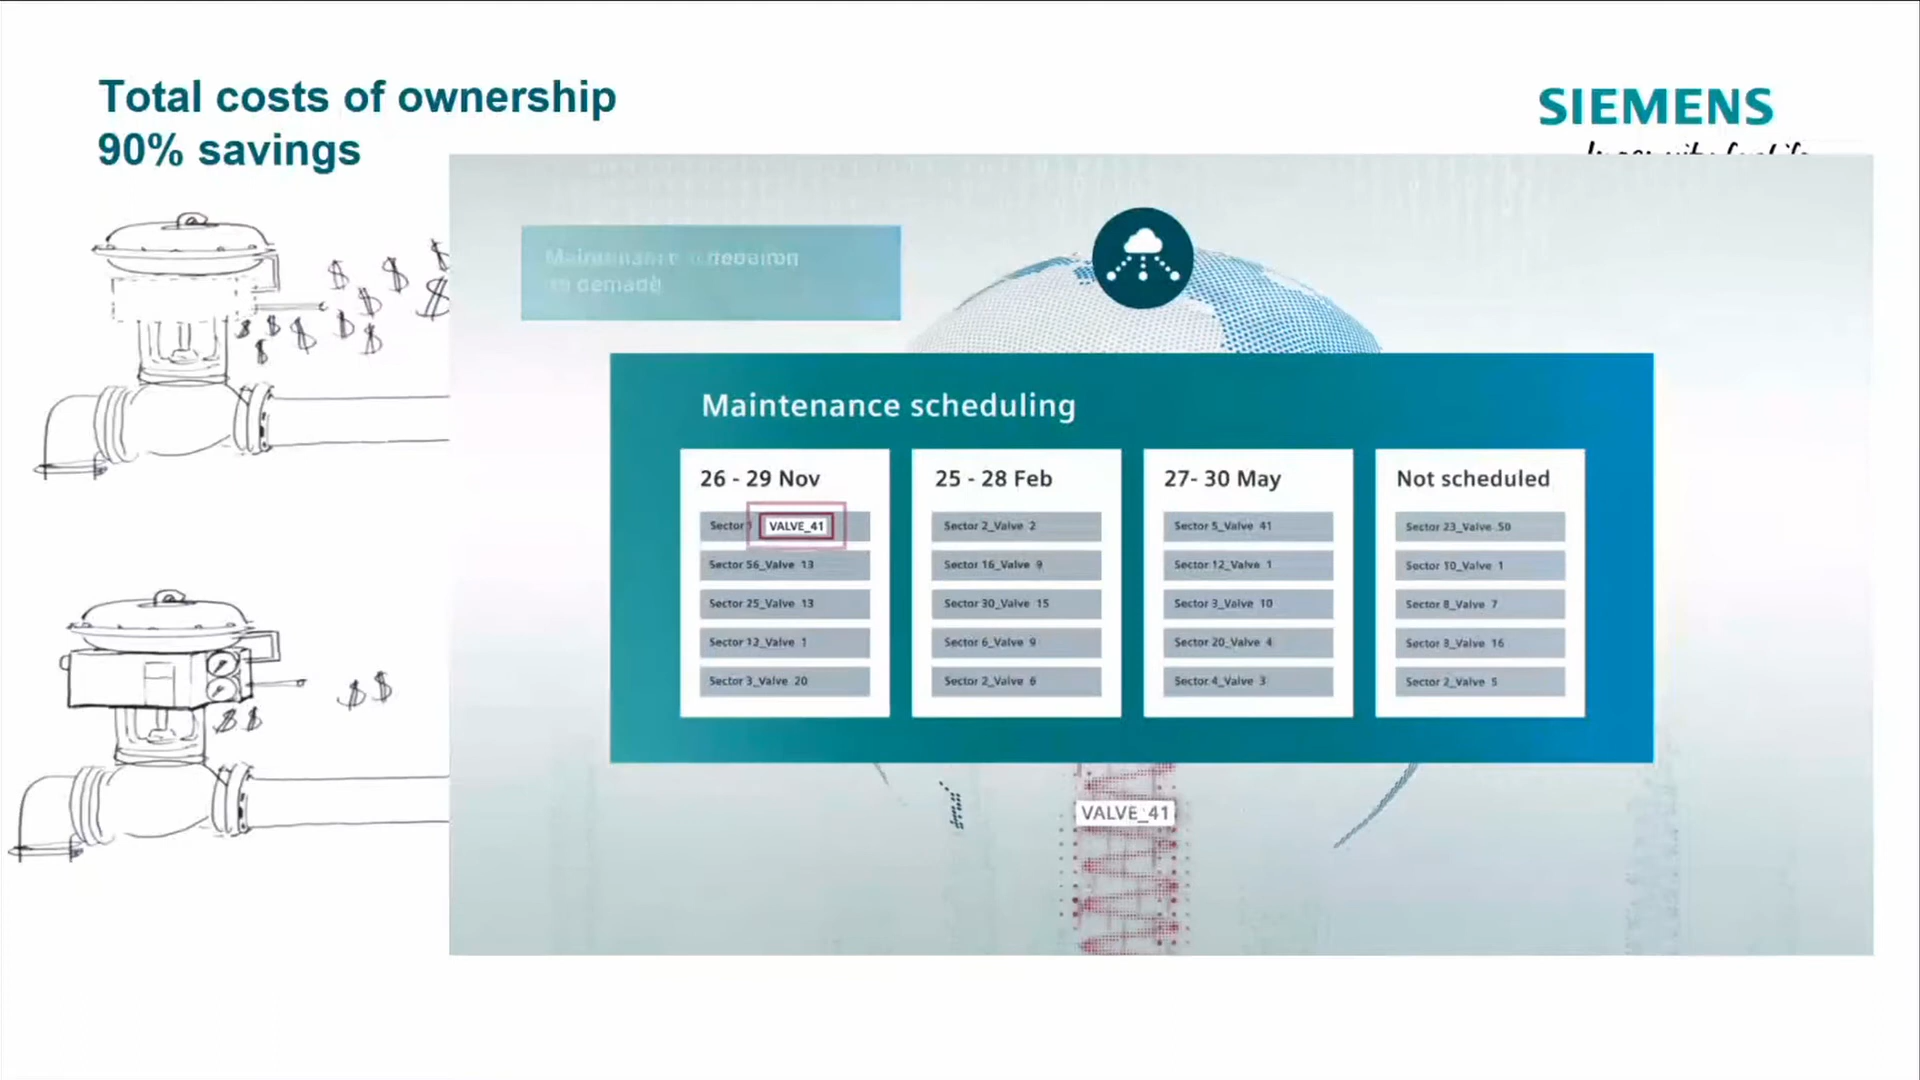 Total costs of ownership
90% savings
SIEMENS
Maintenance scheduling
26 - 29 Nov
Sector
VALVE_41
Sector 56_Valve 13
Sector 25_Valve 13
Sector 12_Valve 1
Sector 3_Valve 20
25 - 28 Feb
Sector 2_Valve 2
Sector 16_Valve 9
Sector 30_Valve 15
Sector 6_Valve 9
Sector 2_Valve 6
27- 30 May
Sector 5_Valve 41
Sector 12_Valve 1
Sector 3_Valve 10
Sector 20_Valve 4
Sector 4_Valve 3
Not scheduled
Sector 23_Valve 50
Sector 10_Valve 1
Sector 8_Valve 7
Sector 3_Valve 16
Sector 2_Valve 5
VALVE_41